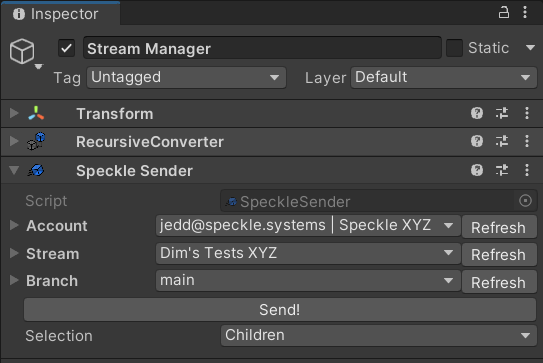 Inspector
Stream Manager Static
Tag Untagged Layer Default
Transform
RecursiveConverter
Speckle Sender
Script SpeckleSender
Account jedd@speckle.systems | Speckle XYZ Refresh
Stream Dim's Tests XYZ Refresh
Branch main Refresh
Send!
Selection Children